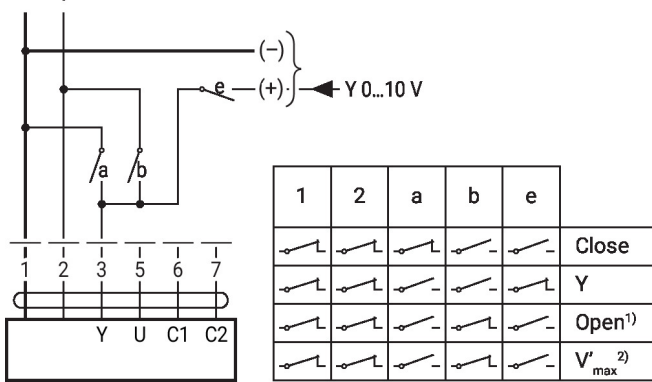 (–)
e (+) Y 0...10 V
a b
1 2 3 5 6 7
Y U C1 C2
1 2 a b e
Close
Y
Open1)
V'max 2)